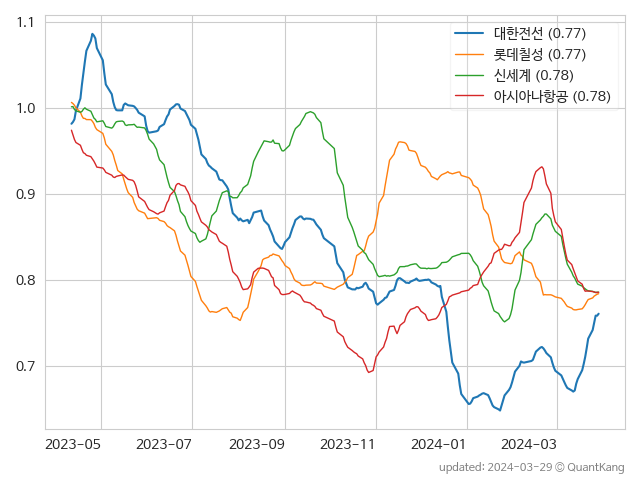 1.1
1.0
0.9
0.8
0.7
대한전선 (0.77)
롯데칠성 (0.77)
신세계 (0.78)
아시아나항공 (0.78)
2023-05 2023-07 2023-09 2023-11 2024-01 2024-03
updated: 2024-03-29 © QuantKang